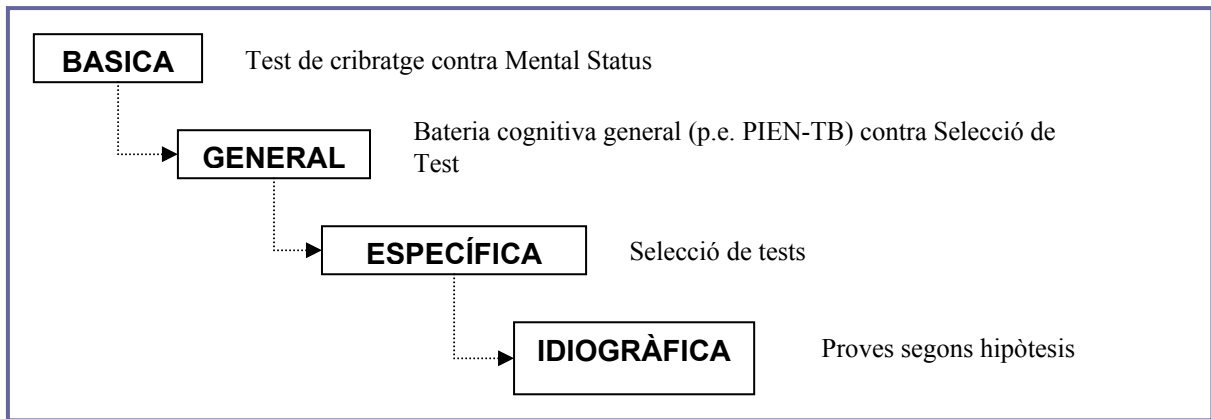 BASICA
Test de cribratge contra Mental Status
GENERAL
Bateria cognitiva general (p.e. PIEN-TB) contra Selecció de
Test
ESPECÍFICA
Selecció de tests
IDIOGRÀFICA
Proves segons hipòtesis